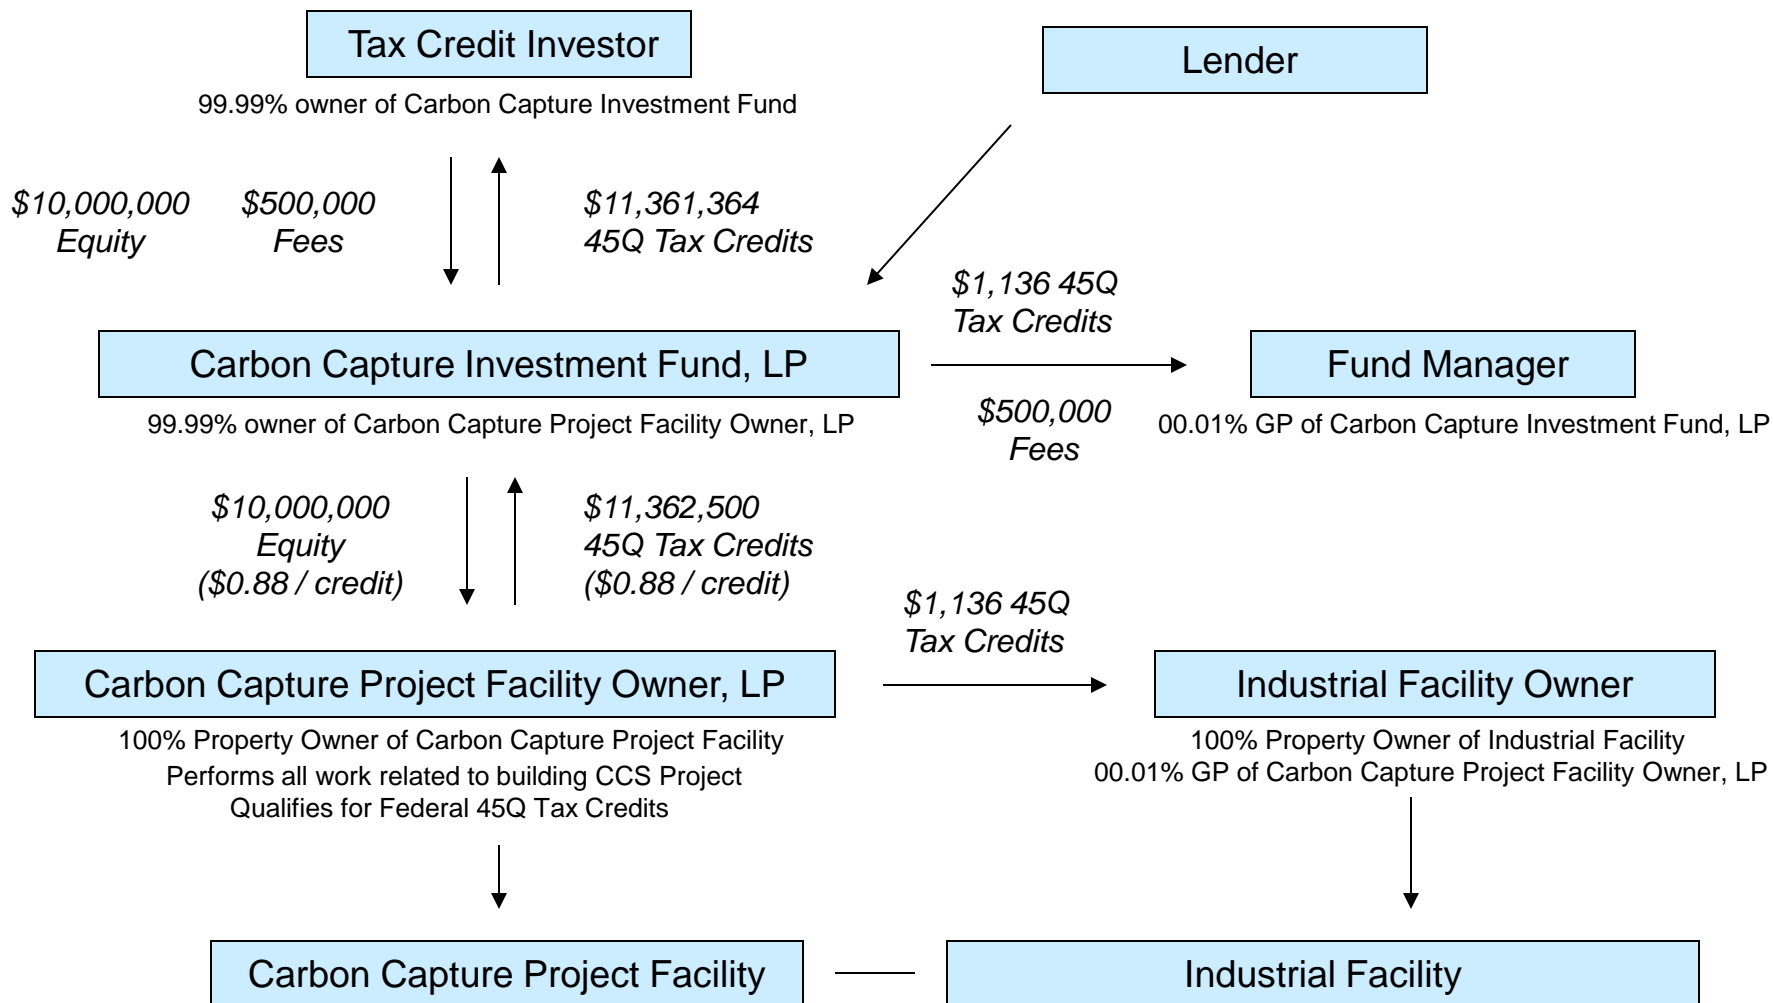 Tax Credit Investor
Lender
99.99% owner of Carbon Capture Investment Fund
$10,000,000
Equity
$500,000
Fees
$11,361,364
45Q Tax Credits
$1,136 45Q
Tax Credits
Carbon Capture Investment Fund, LP
Fund Manager
99.99% owner of Carbon Capture Project Facility Owner, LP
$500,000
Fees
00.01% GP of Carbon Capture Investment Fund, LP
$10,000,000
Equity
($0.88 / credit)
$11,362,500
45Q Tax Credits
($0.88 / credit)
$1,136 45Q
Tax Credits
Carbon Capture Project Facility Owner, LP
Industrial Facility Owner
100% Property Owner of Carbon Capture Project Facility
Performs all work related to building CCS Project
Qualifies for Federal 45Q Tax Credits
100% Property Owner of Industrial Facility
00.01% GP of Carbon Capture Project Facility Owner, LP
Carbon Capture Project Facility
Industrial Facility